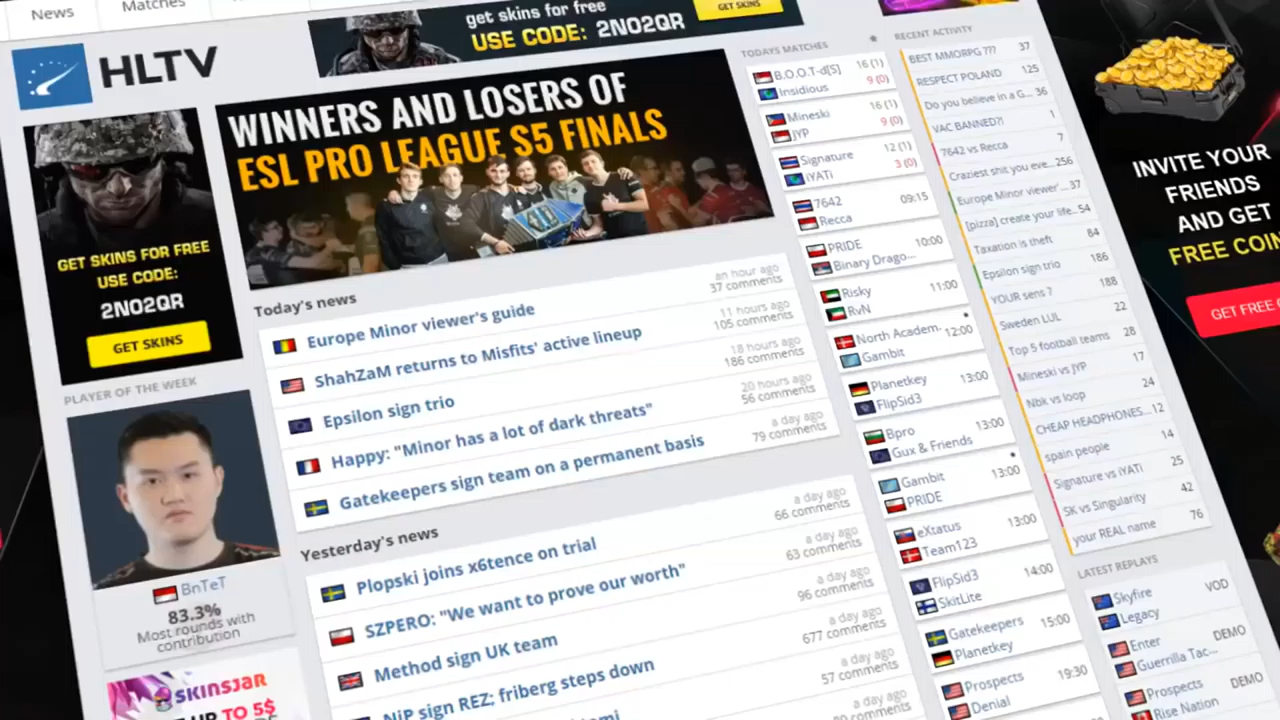 News
Matches
HLTV
get skins for free
USE CODE: 2NO2QR
GET SKINS
GET SKINS FOR FREE
USE CODE:
2NO2QR
GET SKINS
PLAYER OF THE WEEK
BnTeT
83.3%
Most rounds with
contribution
SKINSJAR
UP TO 5$
WINNERS AND LOSERS OF
ESL PRO LEAGUE S5 FINALS
Today's news
Europe Minor viewer's guide
an hour ago
37 comments
ShahZaM returns to Misfits' active lineup
11 hours ago
105 comments
Epsilon sign trio
18 hours ago
186 comments
Happy: "Minor has a lot of dark threats"
20 hours ago
56 comments
Gatekeepers sign team on a permanent basis
a day ago
79 comments
Yesterday's news
Plopski joins x6tence on trial
a day ago
66 comments
SZPERO: "We want to prove our worth"
a day ago
63 comments
Method sign UK team
a day ago
96 comments
NiP sign REZ; friberg steps down
a day ago
677 comments
a day ago
57 comments
a day ago
TODAYS MATCHES
B.O.O.T-d[S] 16 (1)
Insidious 9 (0)
Mineski 16 (1)
JYP 9 (0)
Signature 12 (1)
iYATi 3 (0)
7642 09:15
Recca
PRIDE 10:00
Binary Drago...
Risky 11:00
RvN
North Academ.. 12:00
Gambit
Planetkey 13:00
FlipSid3
Bpro 13:00
Gux & Friends
Gambit 13:00
PRIDE
eXtatus 13:00
Team123
FlipSid3 14:00
SkitLite
Gatekeepers 15:00
Planetkey
Prospects 19:30
Denial
RECENT ACTIVITY
BEST MMORPG ??? 37
RESPECT POLAND 125
Do you believe in a G... 36
VAC BANNED?! 1
7642 vs Recca 7
Craziest shit you eve... 256
Europe Minor viewer'... 37
[pizza] create your life... 54
Taxation is theft 84
Epsilon sign trio 186
YOUR sens ? 188
Sweden LUL 22
Top 5 football teams 28
Mineski vs JYP 17
Nbk vs loop 24
CHEAP HEADPHONES... 12
spain people 14
Signature vs iYATi 25
SK vs Singularity 42
your REAL name 76
LATEST REPLAYS
Skyfire VOD
Legacy
Enter DEMO
Guerrilla Tac...
Prospects DEMO
Rise Nation
INVITE YOUR
FRIENDS
AND GET
FREE COIN
GET FREE